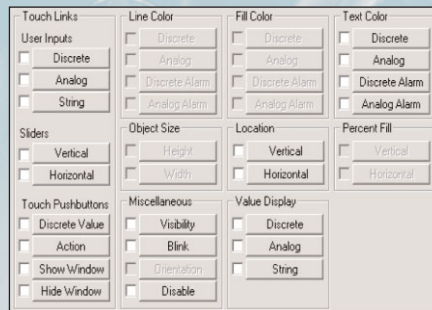 Touch Links
User Inputs
Discrete
Analog
String
Sliders
Vertical
Horizontal
Touch Pushbuttons
Discrete Value
Action
Show Window
Hide Window
Line Color
Discrete
Analog
Discrete Alarm
Analog Alarm
Object Size
Height
Width
Miscellaneous
Visibility
Blink
Orientation
Disable
Fill Color
Discrete
Analog
Discrete Alarm
Analog Alarm
Location
Vertical
Horizontal
Value Display
Discrete
Analog
String
Text Color
Discrete
Analog
Discrete Alarm
Analog Alarm
Percent Fill
Vertical
Horizontal